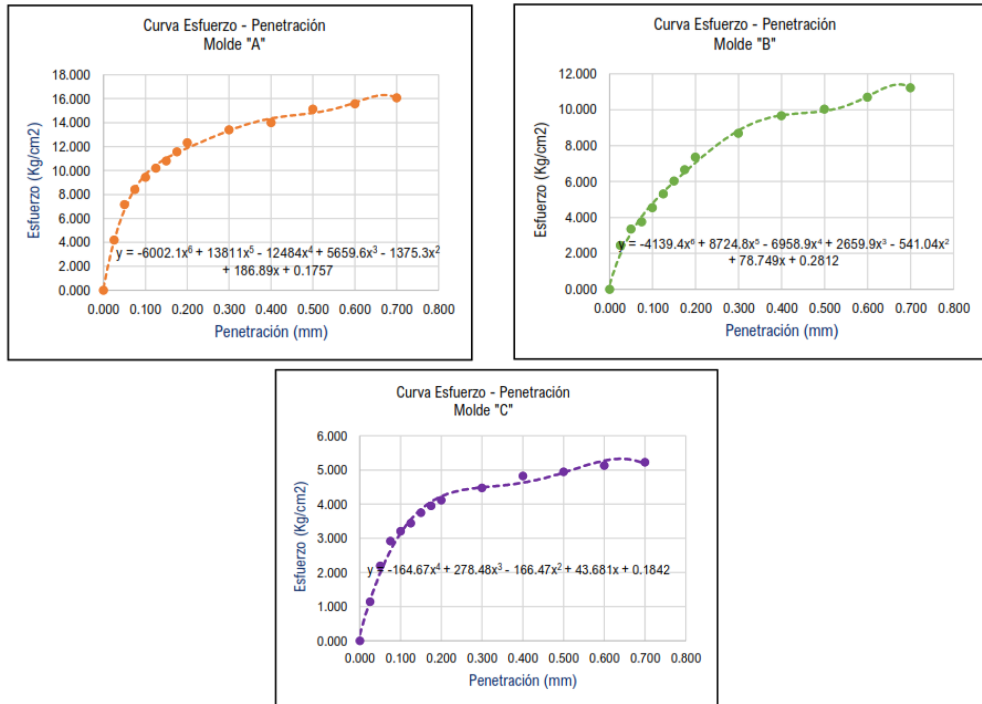 Curva Esfuerzo - Penetración
Molde "A"
18.000
16.000
14.000
12.000
10.000
8.000
6.000
4.000
2.000
0.000
Esfuerzo (Kg/cm2)
y = -6002.1x⁶ + 13811x⁵ - 12484x⁴ + 5659.6x³ - 1375.3x²
+ 186.89x + 0.1757
0.000 0.100 0.200 0.300 0.400 0.500 0.600 0.700 0.800
Penetración (mm)
Curva Esfuerzo - Penetración
Molde "B"
12.000
10.000
8.000
6.000
4.000
2.000
0.000
Esfuerzo (Kg/cm2)
y = -4139.4x⁶ + 8724.8x⁵ - 6958.9x⁴ + 2659.9x³ - 541.04x²
+ 78.749x + 0.2812
0.000 0.100 0.200 0.300 0.400 0.500 0.600 0.700 0.800
Penetración (mm)
Curva Esfuerzo - Penetración
Molde "C"
6.000
5.000
4.000
3.000
2.000
1.000
0.000
Esfuerzo (Kg/cm2)
y = -164.67x⁴ + 278.48x³ - 166.47x² + 43.681x + 0.1842
0.000 0.100 0.200 0.300 0.400 0.500 0.600 0.700 0.800
Penetración (mm)